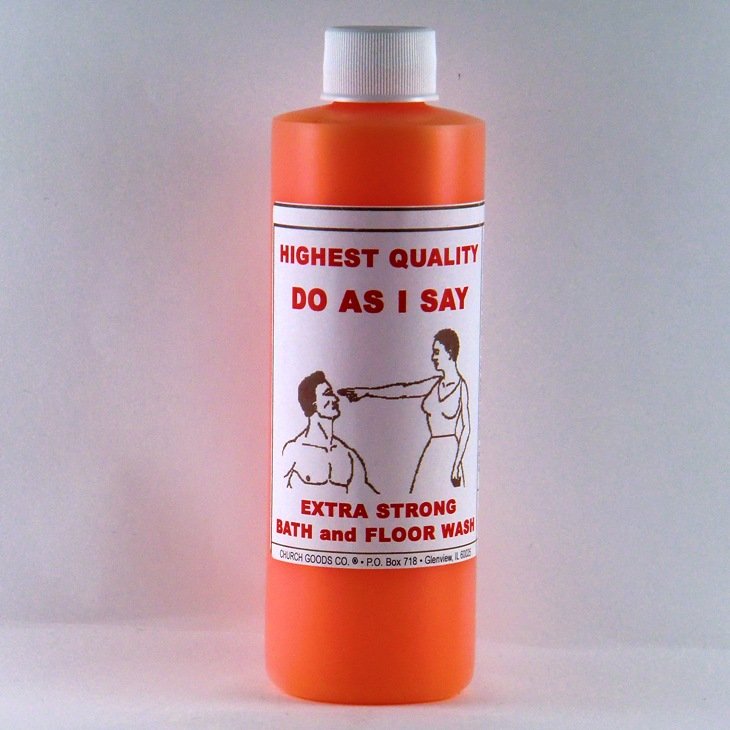 HIGHEST QUALITY
DO AS I SAY
EXTRA STRONG
BATH and FLOOR WASH
CHURCH GOODS CO. ® • P.O. Box 718 • Glenview, IL 60025